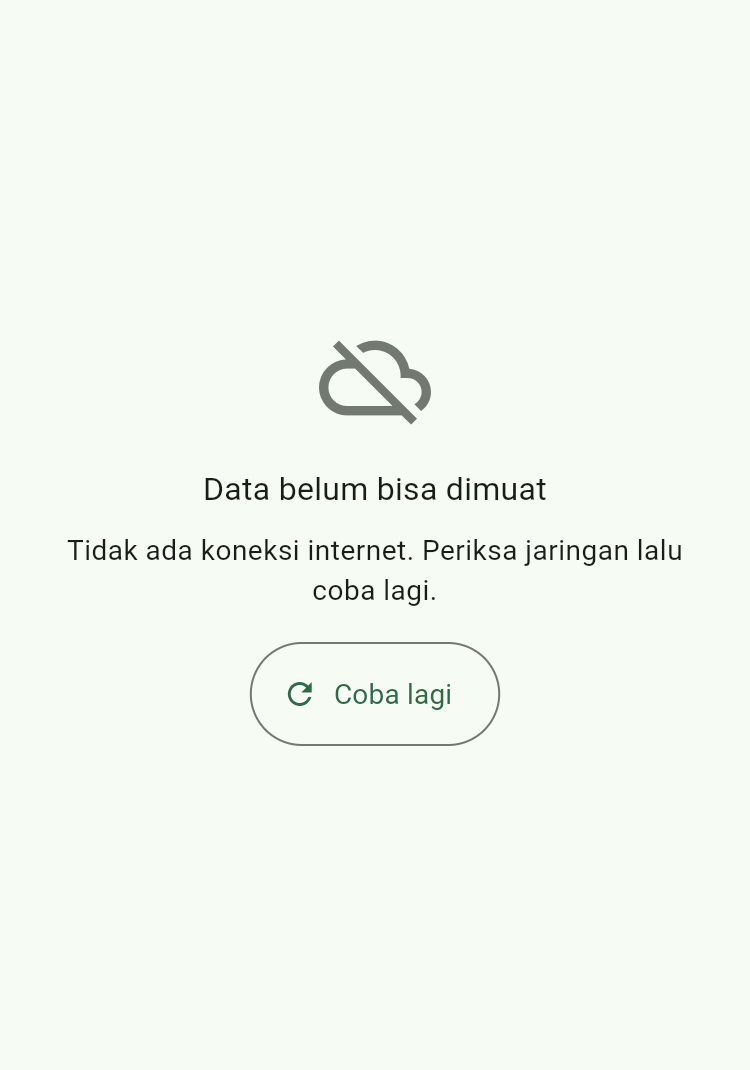 Data belum bisa dimuat
Tidak ada koneksi internet. Periksa jaringan lalu
coba lagi.
Coba lagi